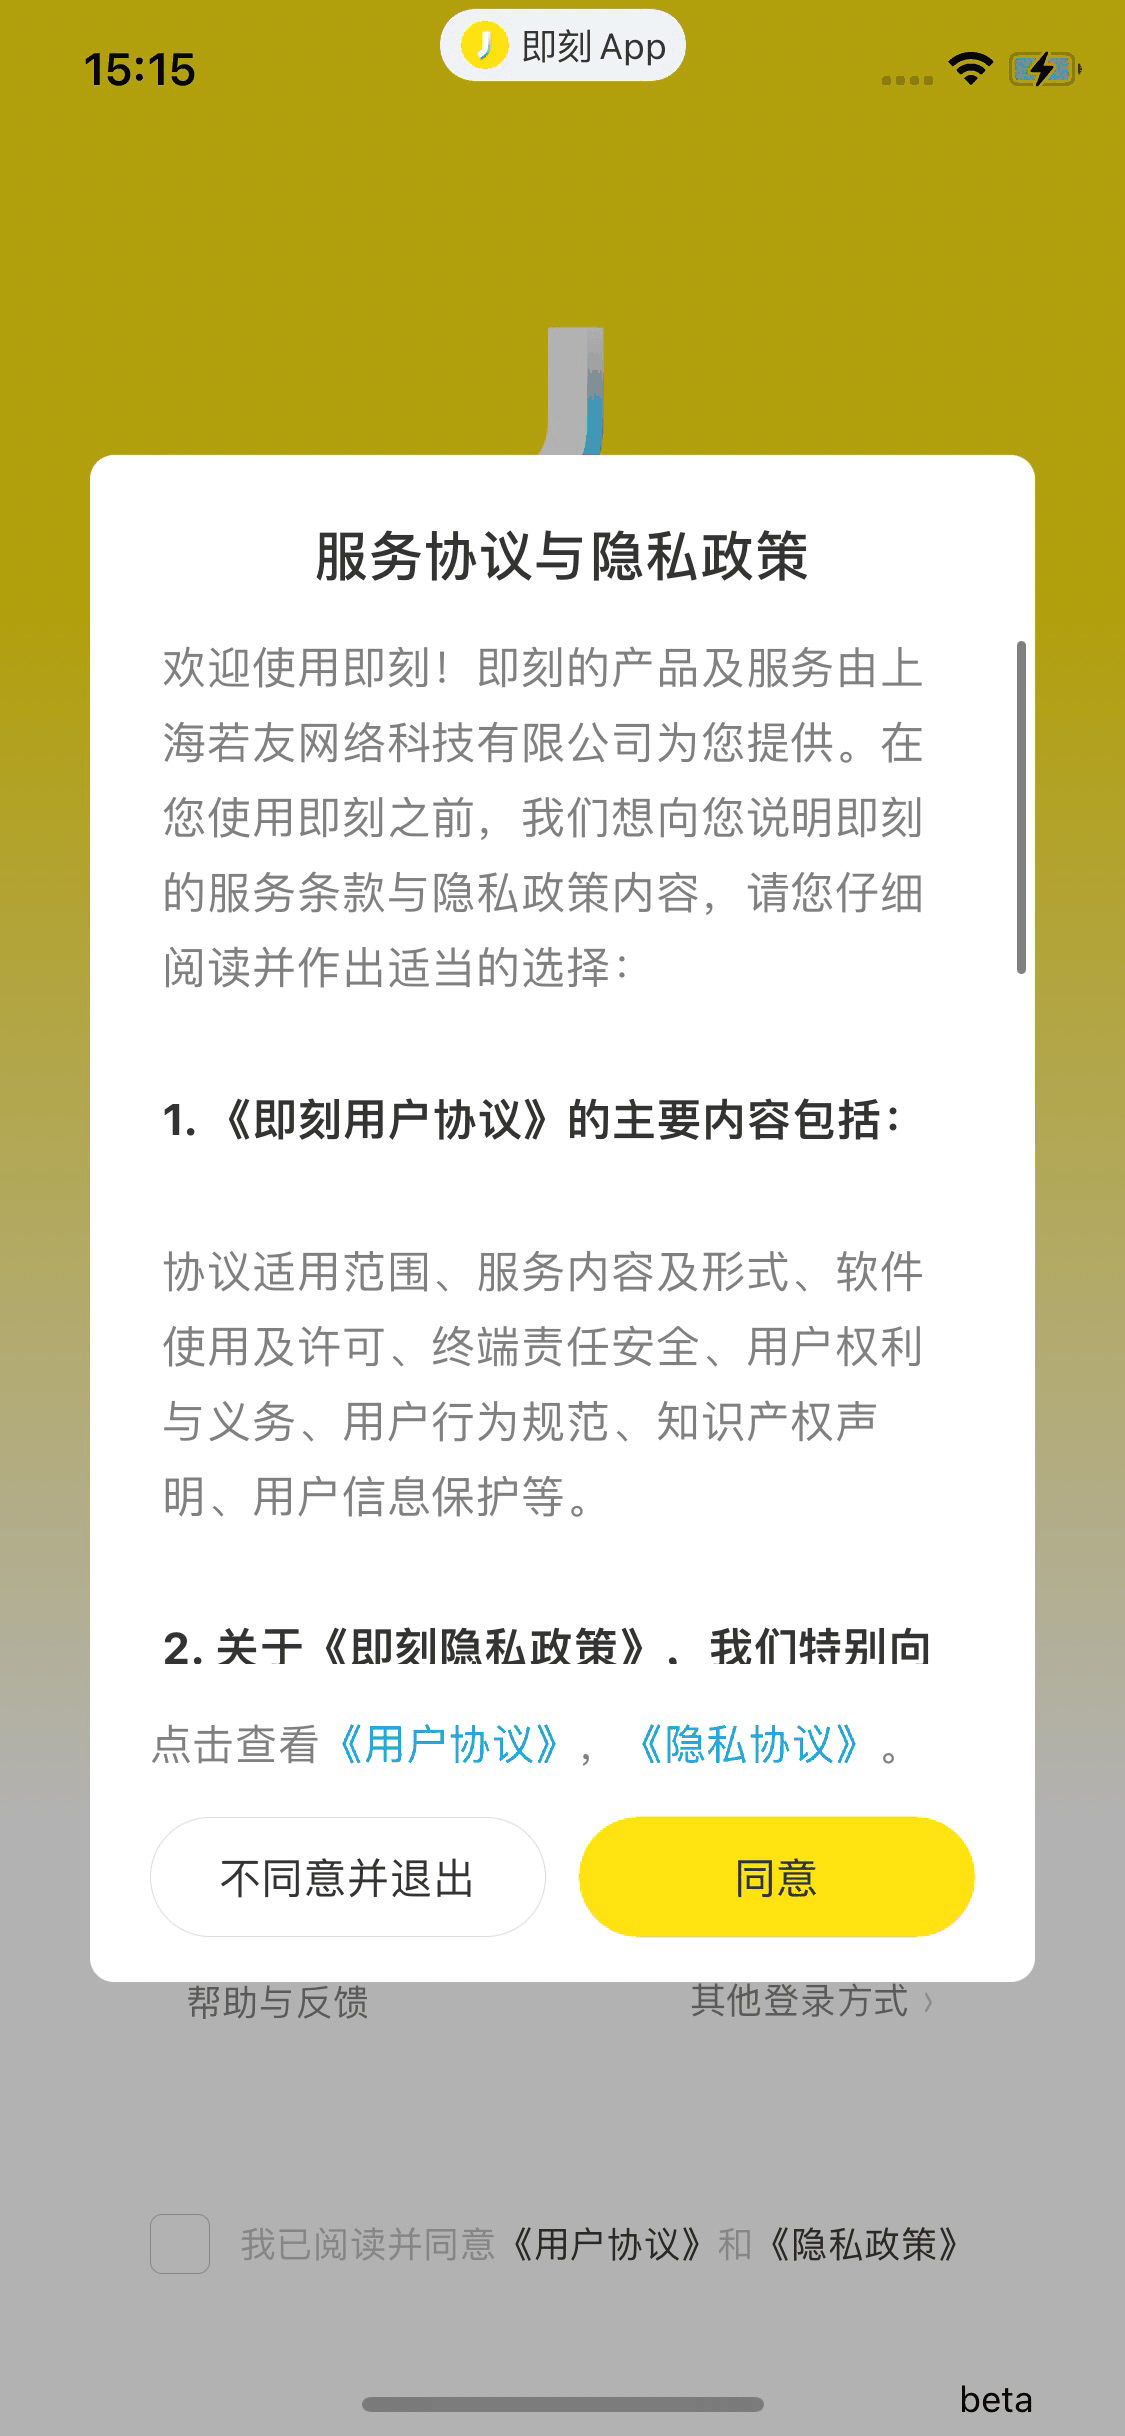 15:15
即刻 App
服务协议与隐私政策
欢迎使用即刻！即刻的产品及服务由上
海若友网络科技有限公司为您提供。在
您使用即刻之前，我们想向您说明即刻
的服务条款与隐私政策内容，请您仔细
阅读并作出适当的选择：
1. 《即刻用户协议》的主要内容包括：
协议适用范围、服务内容及形式、软件
使用及许可、终端责任安全、用户权利
与义务、用户行为规范、知识产权声
明、用户信息保护等。
2. 关于《即刻隐私政策》，我们特别向
点击查看《用户协议》，《隐私协议》。
不同意并退出
同意
帮助与反馈
其他登录方式 〉
我已阅读并同意《用户协议》和《隐私政策》
beta